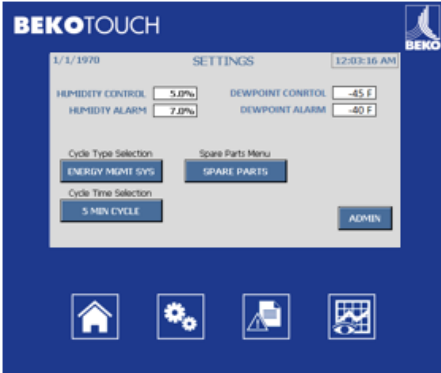 BEKOTOUCH
BEKO
1/1/1970 SETTINGS 12:03:16 AM
HUMIDITY CONTROL 5.0% DEWPOINT CONRTOL -45 F
HUMIDTY ALARM 7.0% DEWPOINT ALARM -40 F
Cycle Type Selection Spare Parts Menu
ENERGY MGMT SYS SPARE PARTS
Cycle Time Selection
5 MIN CYCLE ADMIN